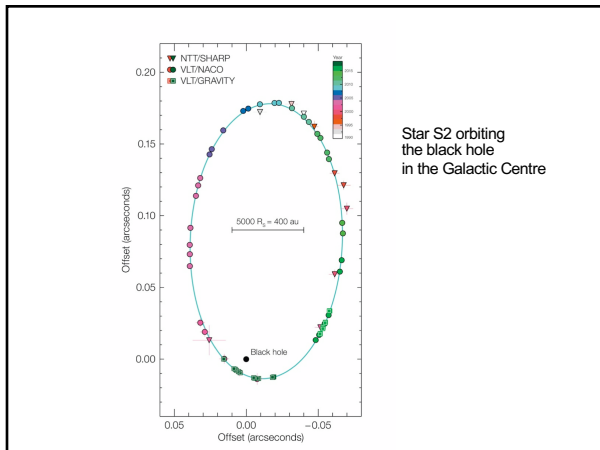 NTT/SHARP
VLT/NACO
VLT/GRAVITY
Year
0.20
0.15
0.10
0.05
0.00
Offset (arcseconds)
5000 Rs = 400 au
Black hole
0.05
0.00
−0.05
Offset (arcseconds)
Star S2 orbiting
the black hole
in the Galactic Centre